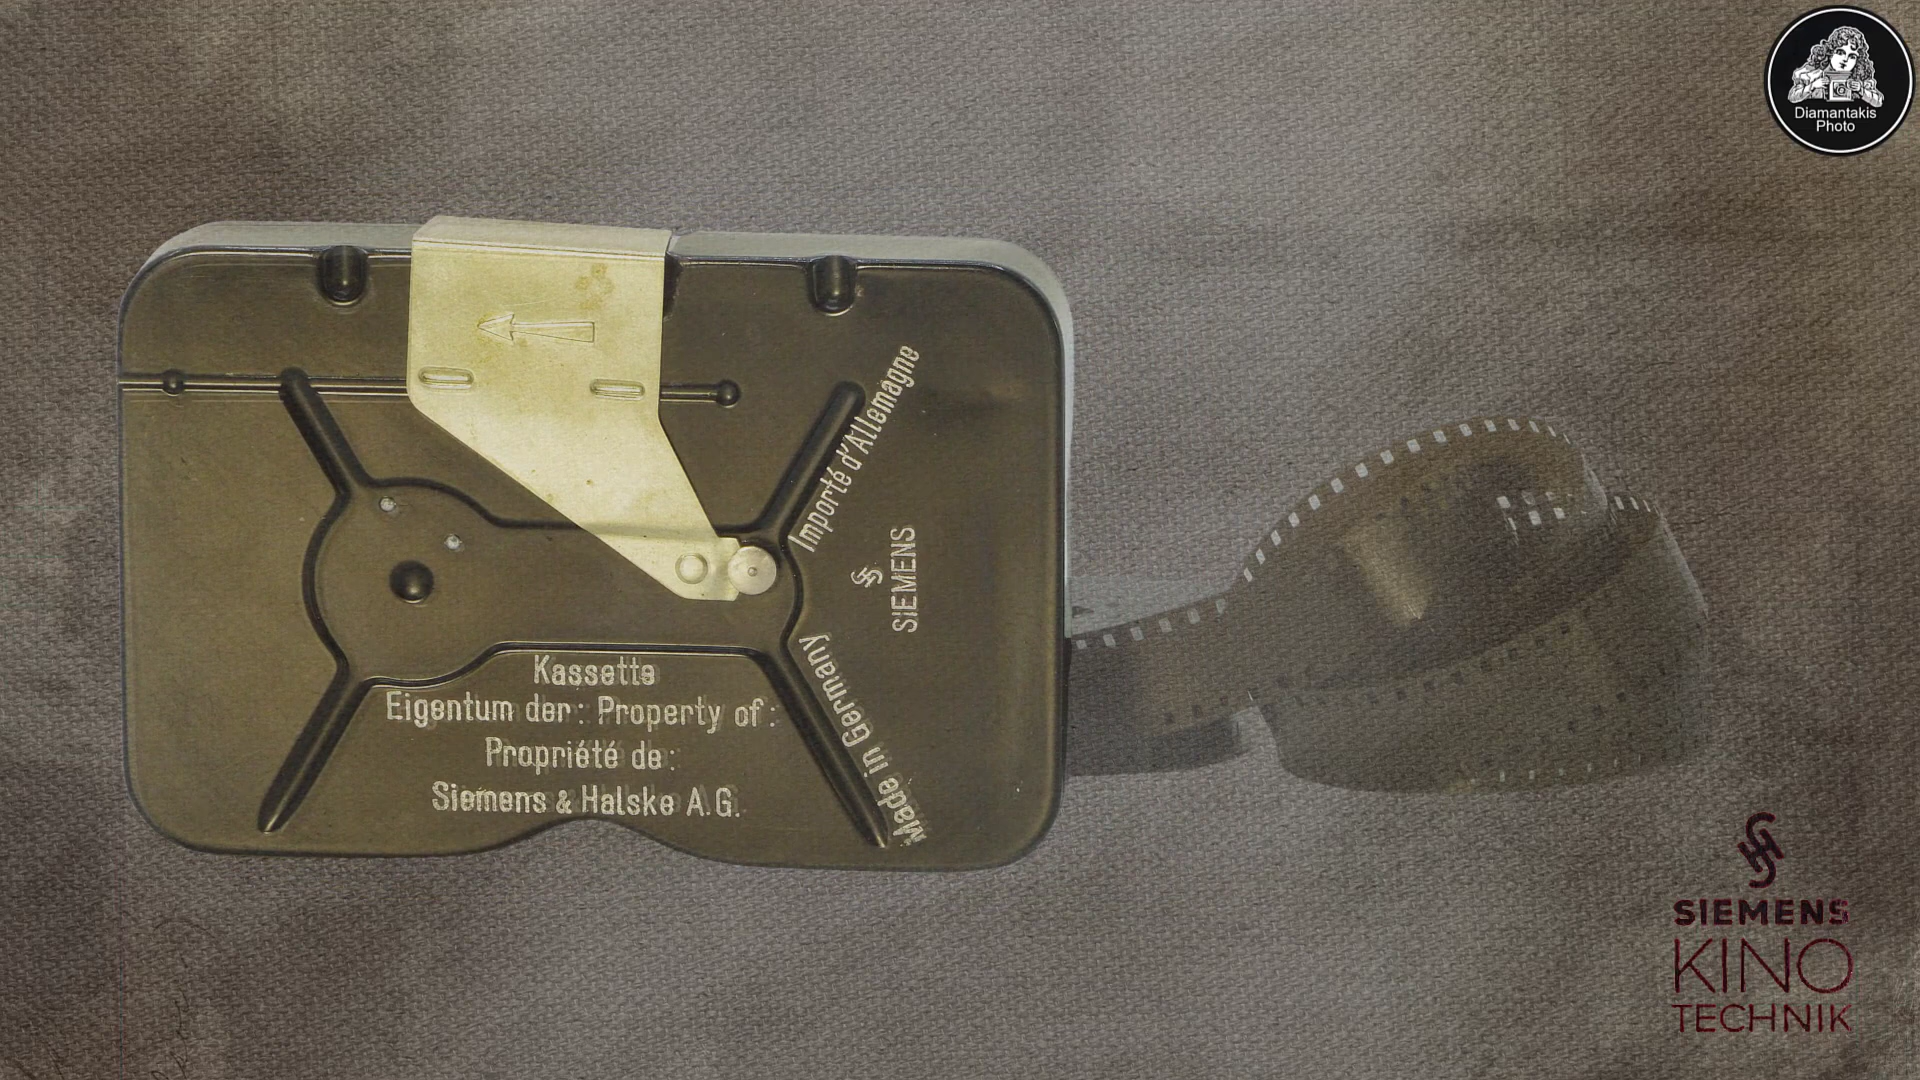 Diamantakis
Photo
Importé d'Allemagne
SIEMENS
Made in Germany
Kassette
Eigentum der: Property of:
Propriété de:
Siemens & Halske A.G.
SIEMENS
KINO
TECHNIK